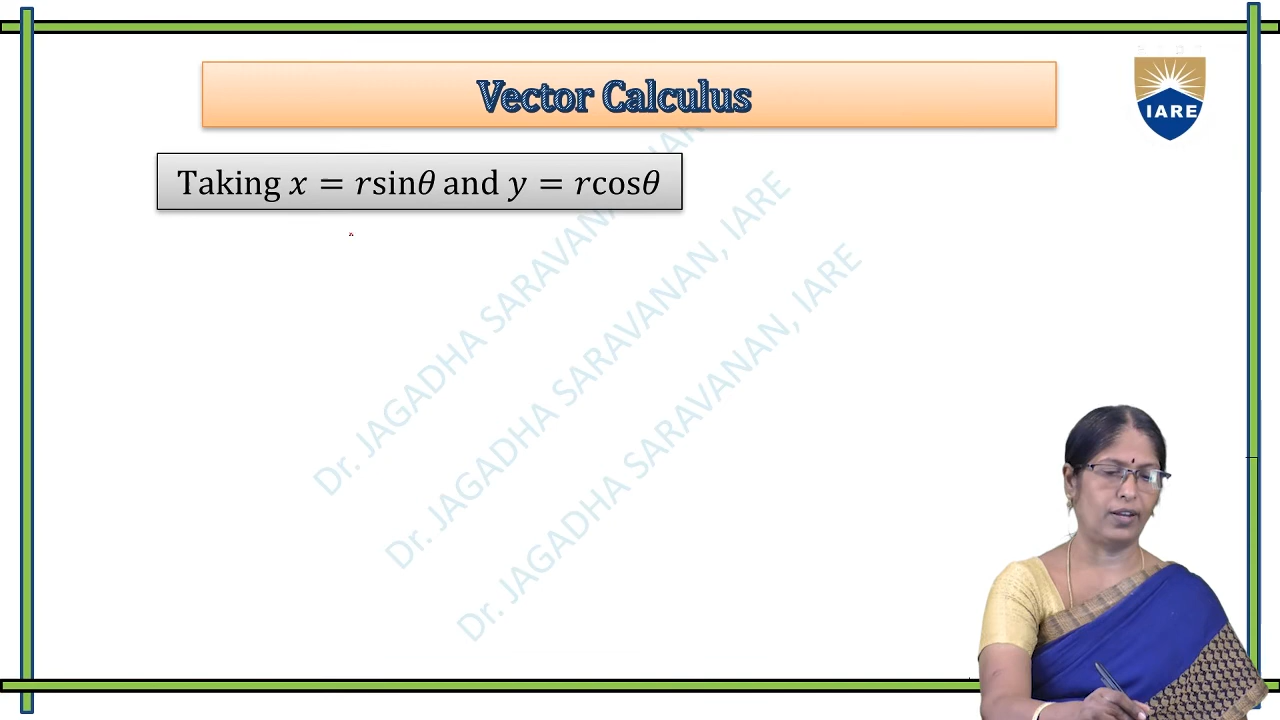 Vector Calculus
IARE
Taking x = rsinθ and y = rcosθ
Dr. JAGADHA SARAVANAN, IARE
Dr. JAGADHA SARAVANAN, IARE
Dr. JAGADHA SARAVANAN, IARE